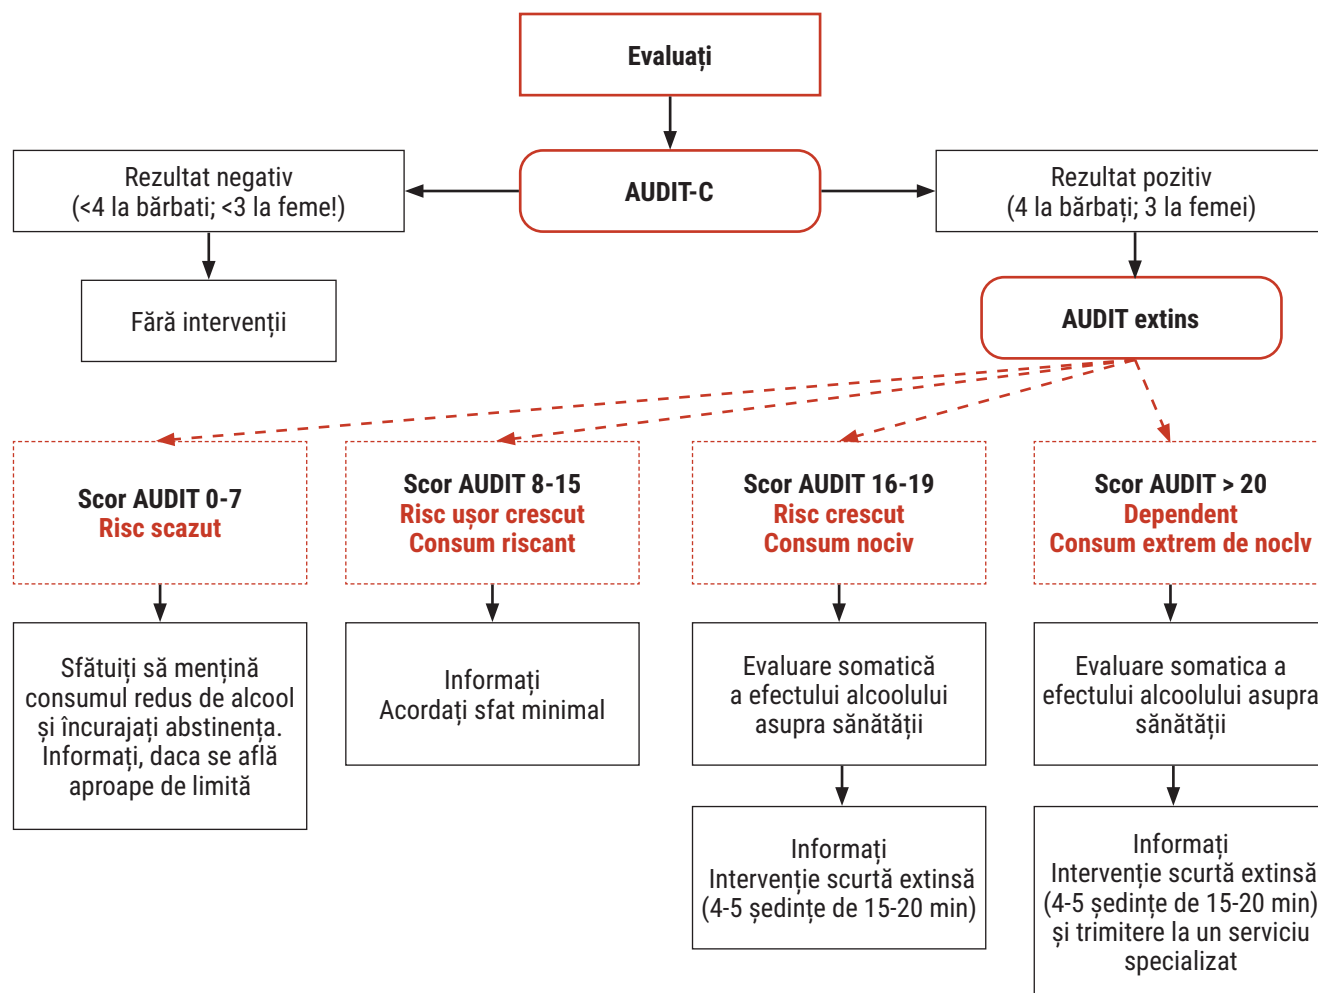 Evaluați
Rezultat negativ
(<4 la bărbati; <3 la feme!)
AUDIT-C
Rezultat pozitiv
(4 la bărbați; 3 la femei)
Fără intervenții
AUDIT extins
Scor AUDIT 0-7
Risc scazut
Scor AUDIT 8-15
Risc ușor crescut
Consum riscant
Scor AUDIT 16-19
Risc crescut
Consum nociv
Scor AUDIT > 20
Dependent
Consum extrem de noclv
Sfătuiți să mențină
consumul redus de alcool
și încurajați abstinența.
Informați, daca se află
aproape de limită
Informați
Acordați sfat minimal
Evaluare somatică
a efectului alcoolului
asupra sănătății
Evaluare somatica a
efectului alcoolului asupra
sănătății
Informați
Intervenție scurtă extinsă
(4-5 ședințe de 15-20 min)
Informați
Intervenție scurtă extinsă
(4-5 ședințe de 15-20 min)
și trimitere la un serviciu
specializat